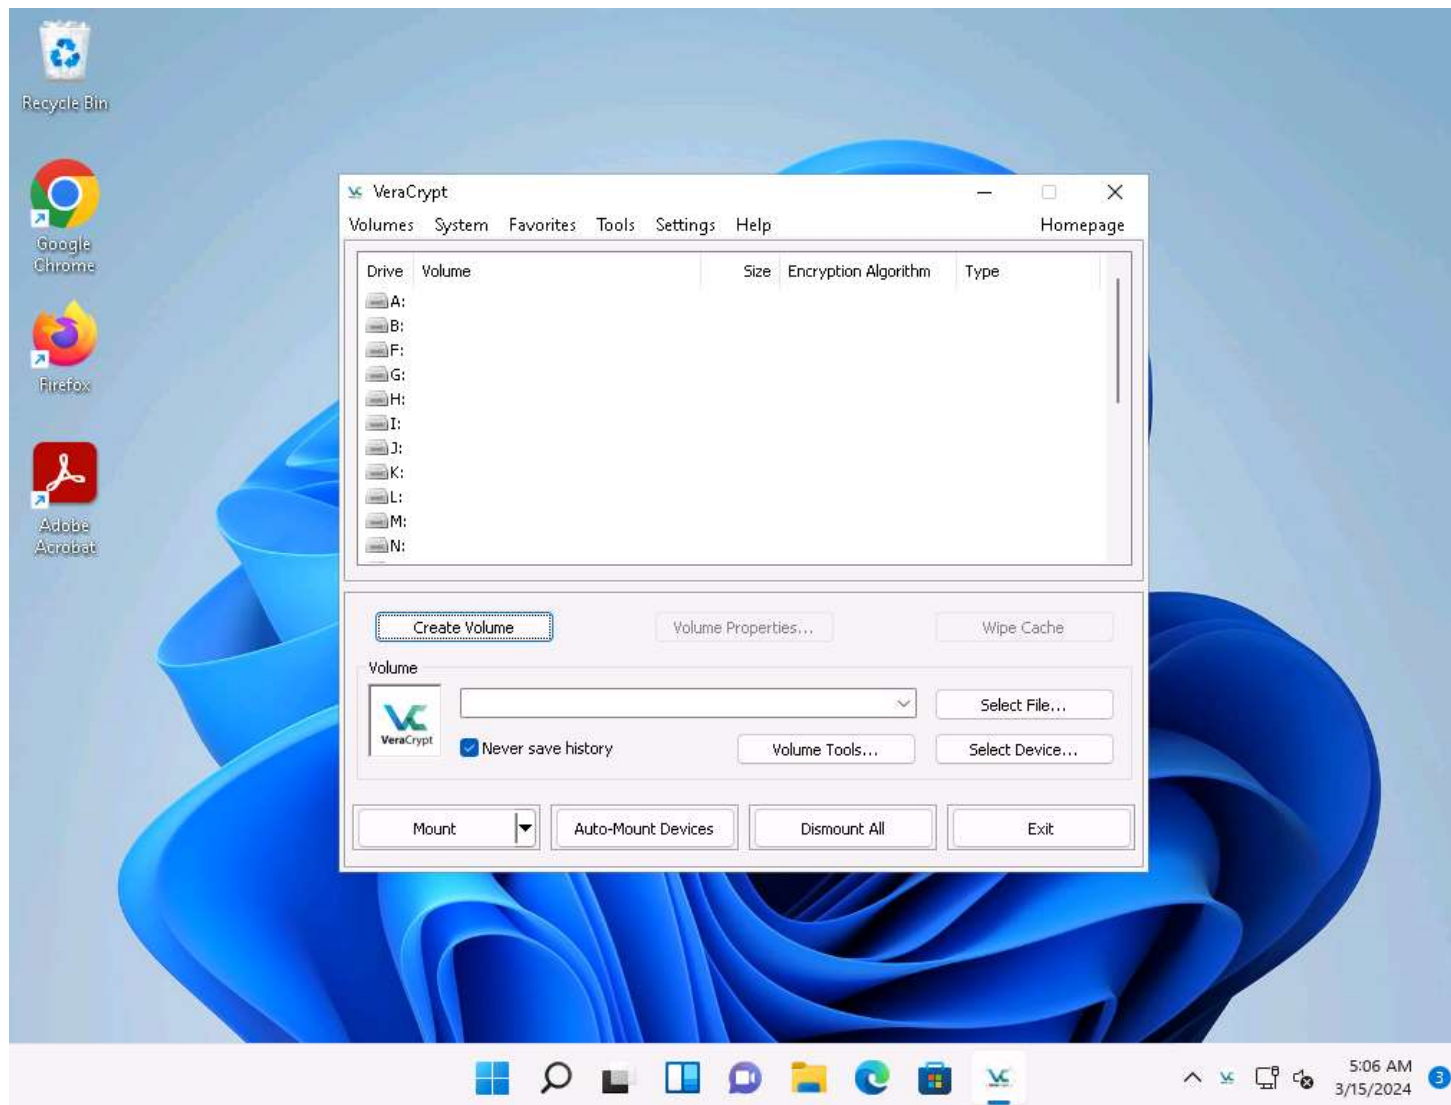 Recycle Bin
Google
Chrome
Firefox
Adobe
Acrobat
VeraCrypt
Volumes System Favorites Tools Settings Help Homepage
Drive Volume Size Encryption Algorithm Type
A:
B:
F:
G:
H:
I:
J:
K:
L:
M:
N:
Create Volume Volume Properties... Wipe Cache
Volume
VeraCrypt
Select File...
Never save history Volume Tools... Select Device...
Mount Auto-Mount Devices Dismount All Exit
5:06 AM
3/15/2024
3